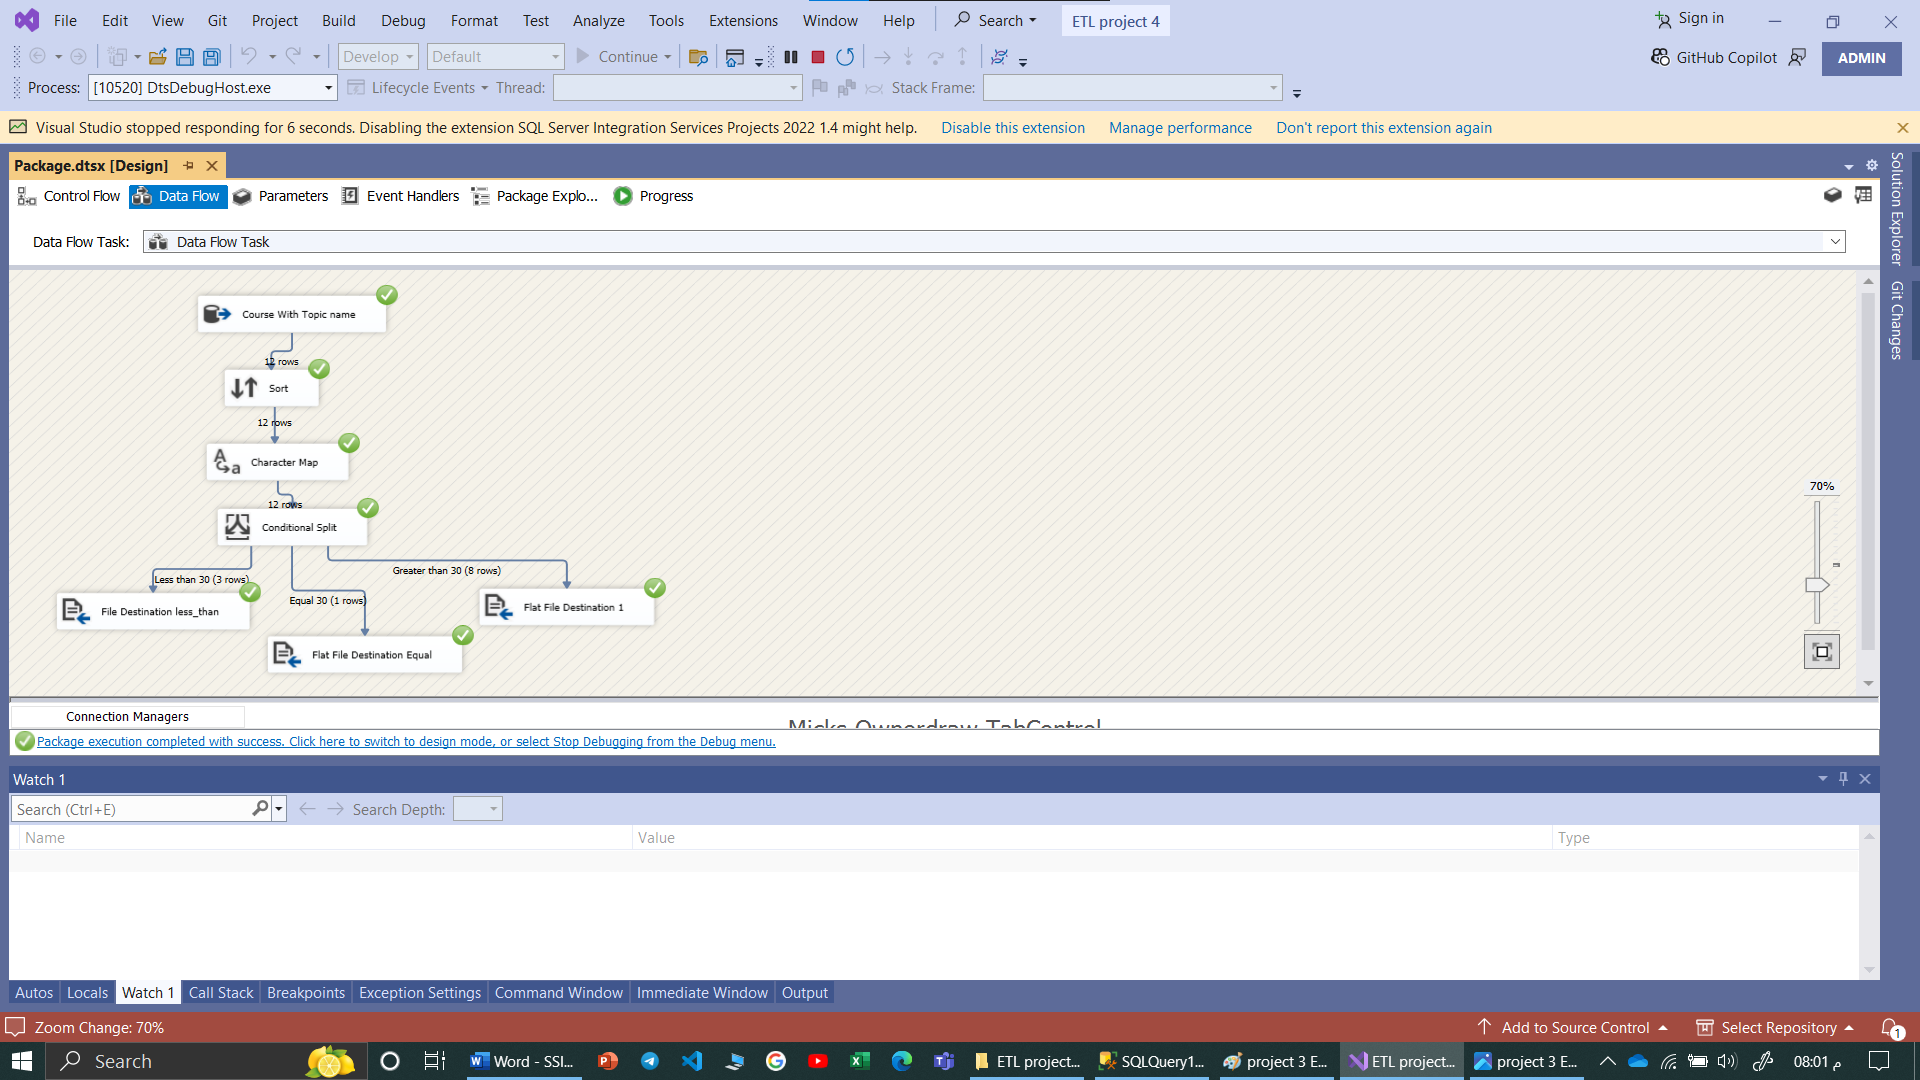 File Edit View Git Project Build Debug Format Test Analyze Tools Extensions Window Help Search ETL project 4 Sign in
Develop Default Continue GitHub Copilot ADMIN
Process: [10520] DtsDebugHost.exe Lifecycle Events Thread: Stack Frame:
Visual Studio stopped responding for 6 seconds. Disabling the extension SQL Server Integration Services Projects 2022 1.4 might help. Disable this extension Manage performance Don't report this extension again
Package.dtsx [Design]
Control Flow Data Flow Parameters Event Handlers Package Explo... Progress
Data Flow Task: Data Flow Task
Solution Explorer
Git Changes
Course With Topic name
12 rows
Sort
12 rows
Character Map
12 rows
Conditional Split
Less than 30 (3 rows)
Equal 30 (1 rows)
Greater than 30 (8 rows)
File Destination less_than
Flat File Destination 1
Flat File Destination Equal
70%
Connection Managers
Micks Ownerdraw TabControl
Package execution completed with success. Click here to switch to design mode, or select Stop Debugging from the Debug menu.
Watch 1
Search (Ctrl+E) Search Depth:
Name Value Type
Autos Locals Watch 1 Call Stack Breakpoints Exception Settings Command Window Immediate Window Output
Zoom Change: 70% Add to Source Control Select Repository 1
Search Word - SSI... ETL project... SQLQuery1... project 3 E... ETL project... project 3 E... 08:01 م